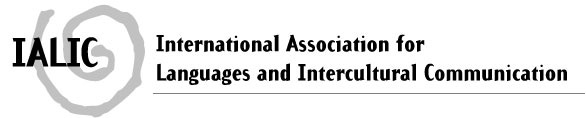 IALIC
International Association for
Languages and Intercultural Communication